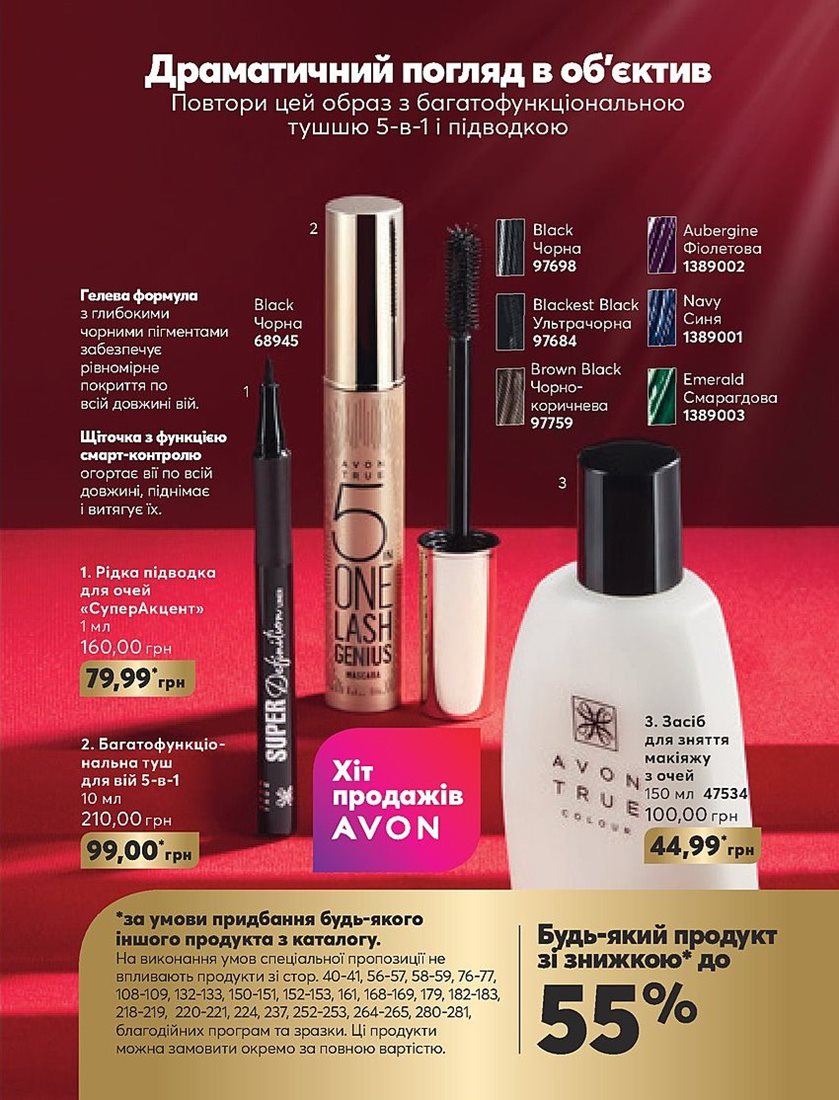 Драматичний погляд в об'єктив
Повтори цей образ з багатофункціональною
тушшю 5-в-1 і підводкою
2
Black
Чорна
97698
Aubergine
Фіолетова
1389002
Blackest Black
Ультрачорна
97684
Navy
Синя
1389001
Brown Black
Чорно-
коричнева
97759
Emerald
Смарагдова
1389003
Гелева формула
з глибокими
чорними пігментами
забезпечує
рівномірне
покриття по
всій довжині вій.
Black
Чорна
68945
1
Щіточка з функцією
смарт-контролю
огортає вії по всій
довжині, піднімає
і витягує їх.
3
AVON
TRUE
5
IN
ONE
LASH
GENIUS
MASCARA
SUPER Definition LINER
1. Рідка підводка
для очей
«СуперАкцент»
1 мл
160,00 грн
79,99* грн
2. Багатофункціо-
нальна туш
для вій 5-в-1
10 мл
210,00 грн
99,00* грн
Хіт
продажів
AVON
AVON
TRUE
COLOUR
3. Засіб
для зняття
макіяжу
з очей
150 мл 47534
100,00 грн
44,99* грн
*за умови придбання будь-якого
іншого продукта з каталогу.
На виконання умов спеціальної пропозиції не
впливають продукти зі стор. 40-41, 56-57, 58-59, 76-77,
108-109, 132-133, 150-151, 152-153, 161, 168-169, 179, 182-183,
218-219, 220-221, 224, 237, 252-253, 264-265, 280-281,
благодійних програм та зразки. Ці продукти
можна замовити окремо за повною вартістю.
Будь-який продукт
зі знижкою* до
55%